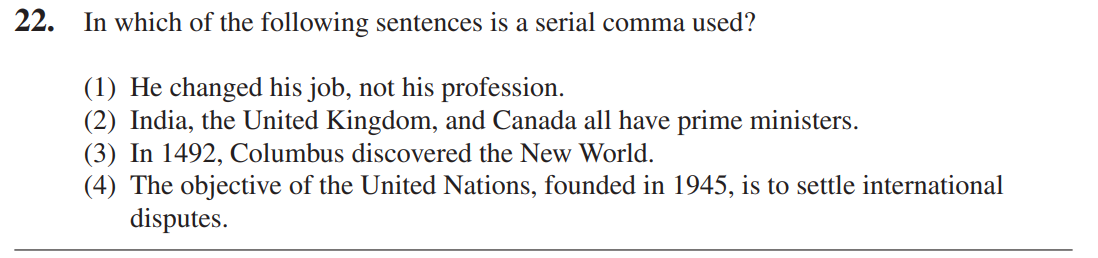 22. In which of the following sentences is a serial comma used?
(1) He changed his job, not his profession.
(2) India, the United Kingdom, and Canada all have prime ministers.
(3) In 1492, Columbus discovered the New World.
(4) The objective of the United Nations, founded in 1945, is to settle international
disputes.